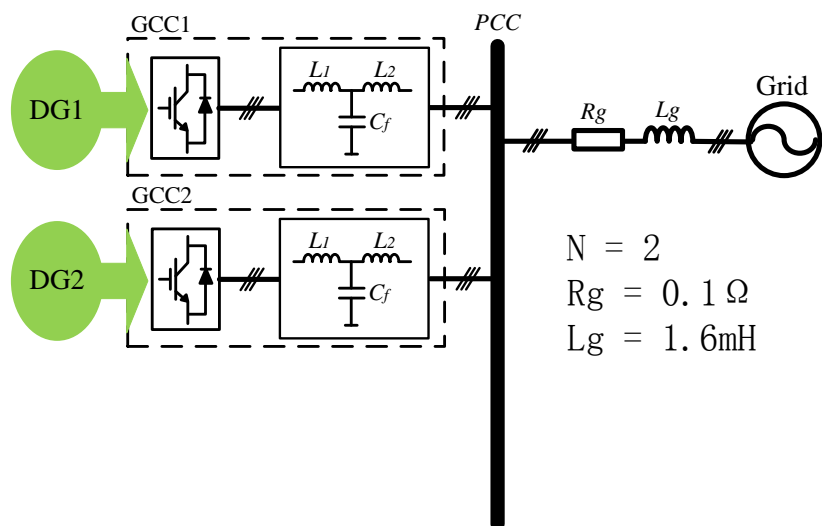 GCC1
DG1
L1 L2
Cf
PCC
Rg Lg
Grid
GCC2
DG2
L1 L2
Cf
N = 2
Rg = 0.1Ω
Lg = 1.6mH